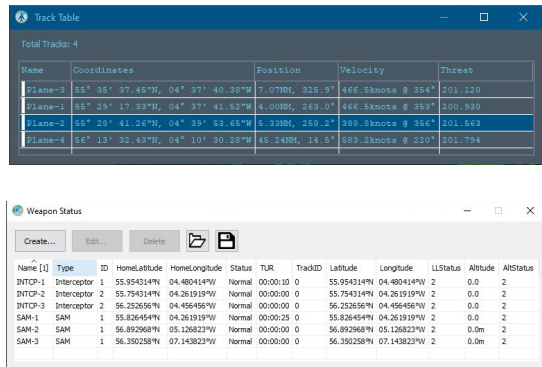 Track Table
Total Tracks: 4
Name Coordinates Position Velocity Threat
Plane-3 55° 35' 37.45"N, 04° 37' 40.38"W 7.07NM, 325.9° 466.5knots @ 354° 201.120
Plane-1 55° 29' 17.33"N, 04° 37' 41.52"W 4.00NM, 263.0° 466.5knots @ 353° 200.930
Plane-2 55° 28' 41.26"N, 04° 39' 53.65"W 5.33NM, 258.2° 388.8knots @ 356° 201.563
Plane-4 56° 13' 32.43"N, 04° 10' 30.28"W 45.24NM, 14.5° 583.2knots @ 220° 201.794
Weapon Status
Create... Edit... Delete
Name [1] Type ID HomeLatitude HomeLongitude Status TUR TrackID Latitude Longitude LLStatus Altitude AltStatus
INTCP-1 Interceptor 1 55.954314°N 04.480414°W Normal 00:00:10 0 55.954314°N 04.480414°W 2 0.0 2
INTCP-2 Interceptor 2 55.754314°N 04.261919°W Normal 00:00:00 0 55.754314°N 04.261919°W 2 0.0 2
INTCP-3 Interceptor 2 56.252656°N 04.456456°W Normal 00:00:00 0 56.252656°N 04.456456°W 2 0.0 2
SAM-1 SAM 1 55.826454°N 04.261919°W Normal 00:00:25 0 55.826454°N 04.261919°W 2 0.0 2
SAM-2 SAM 1 56.892968°N 05.126823°W Normal 00:00:00 0 56.892968°N 05.126823°W 2 0.0m 2
SAM-3 SAM 1 56.350258°N 07.143823°W Normal 00:00:00 0 56.350258°N 07.143823°W 2 0.0m 2